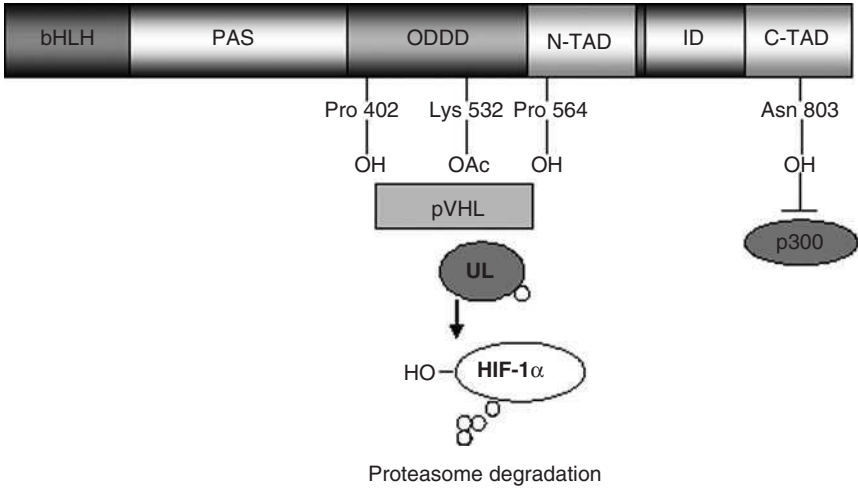 bHLH PAS ODDD N-TAD ID C-TAD
Pro 402 Lys 532 Pro 564 Asn 803
OH OAc OH OH
pVHL
p300
UL
HO HIF-1α
Proteasome degradation